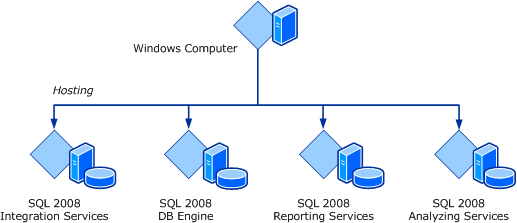 Windows Computer
Hosting
SQL 2008
Integration Services
SQL 2008
DB Engine
SQL 2008
Reporting Services
SQL 2008
Analyzing Services